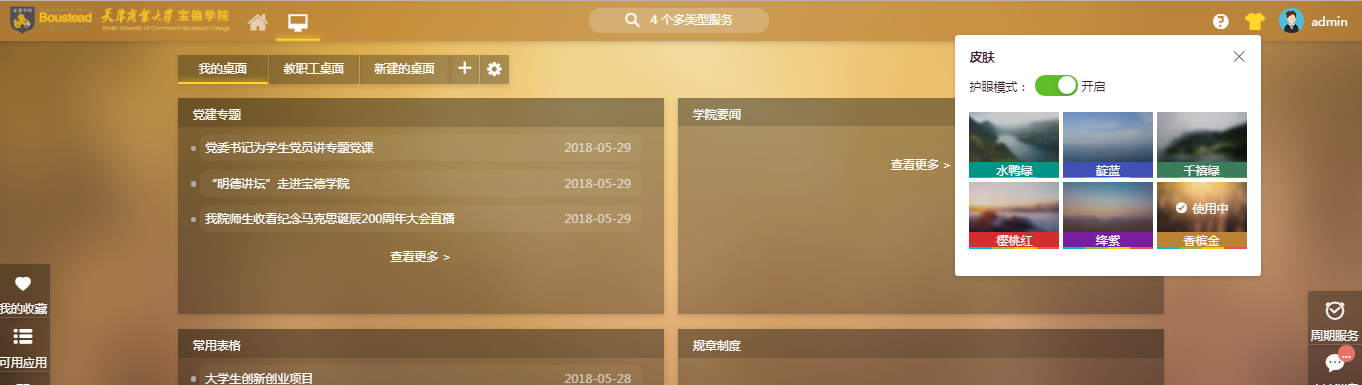 Boustead 天津商业大学宝德学院
Tianjin University of Commerce Boustead College
4 个多类型服务
admin
我的桌面 教职工桌面 新建的桌面
党建专题
党委书记为学生党员讲专题党课 2018-05-29
“明德讲坛”走进宝德学院 2018-05-29
我院师生收看纪念马克思诞辰200周年大会直播 2018-05-29
查看更多 >
学院要闻
查看更多 >
皮肤
护眼模式： 开启
水鸭绿 靛蓝 千禧绿
使用中
樱桃红 绛紫 香槟金
我的收藏
可用应用
周期服务
常用表格
大学生创新创业项目 2018-05-28
规章制度